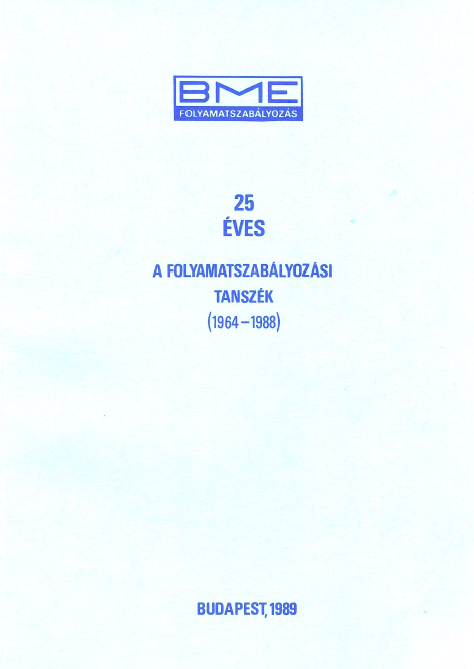 BME
FOLYAMATSZABÁLYOZÁS
25
ÉVES
A FOLYAMATSZABÁLYOZÁSI
TANSZÉK
(1964–1988)
BUDAPEST, 1989